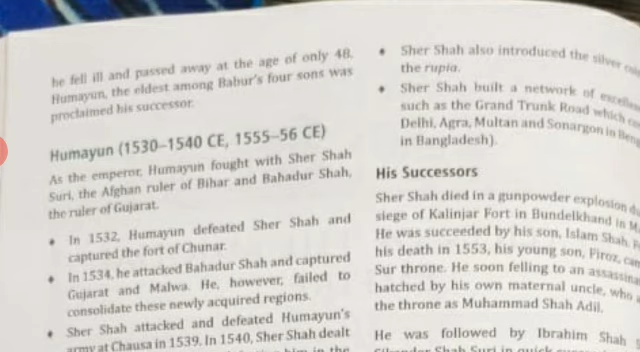 he fell ill and passed away at the age of only 48.
Humayun, the eldest among Babur's four sons was
proclaimed his successor.
Humayun (1530–1540 CE, 1555–56 CE)
As the emperor, Humayun fought with Sher Shah
Suri, the Afghan ruler of Bihar and Bahadur Shah,
the ruler of Gujarat.
• In 1532, Humayun defeated Sher Shah and
captured the fort of Chunar.
• In 1534, he attacked Bahadur Shah and captured
Gujarat and Malwa. He, however, failed to
consolidate these newly acquired regions.
• Sher Shah attacked and defeated Humayun's
army at Chausa in 1539. In 1540, Sher Shah dealt
him in the
• Sher Shah also introduced the silver
the rupia.
• Sher Shah built a network of
such as the Grand Trunk Road which
Delhi, Agra, Multan and Sonargon in
in Bangladesh).
His Successors
Sher Shah died in a gunpowder explosion
siege of Kalinjar Fort in Bundelkhand in
He was succeeded by his son, Islam Shah.
his death in 1553, his young son, Firoz,
Sur throne. He soon felling to an
hatched by his own maternal uncle, who
the throne as Muhammad Shah Adil.
He was followed by Ibrahim Shah
Shah Suri in quick